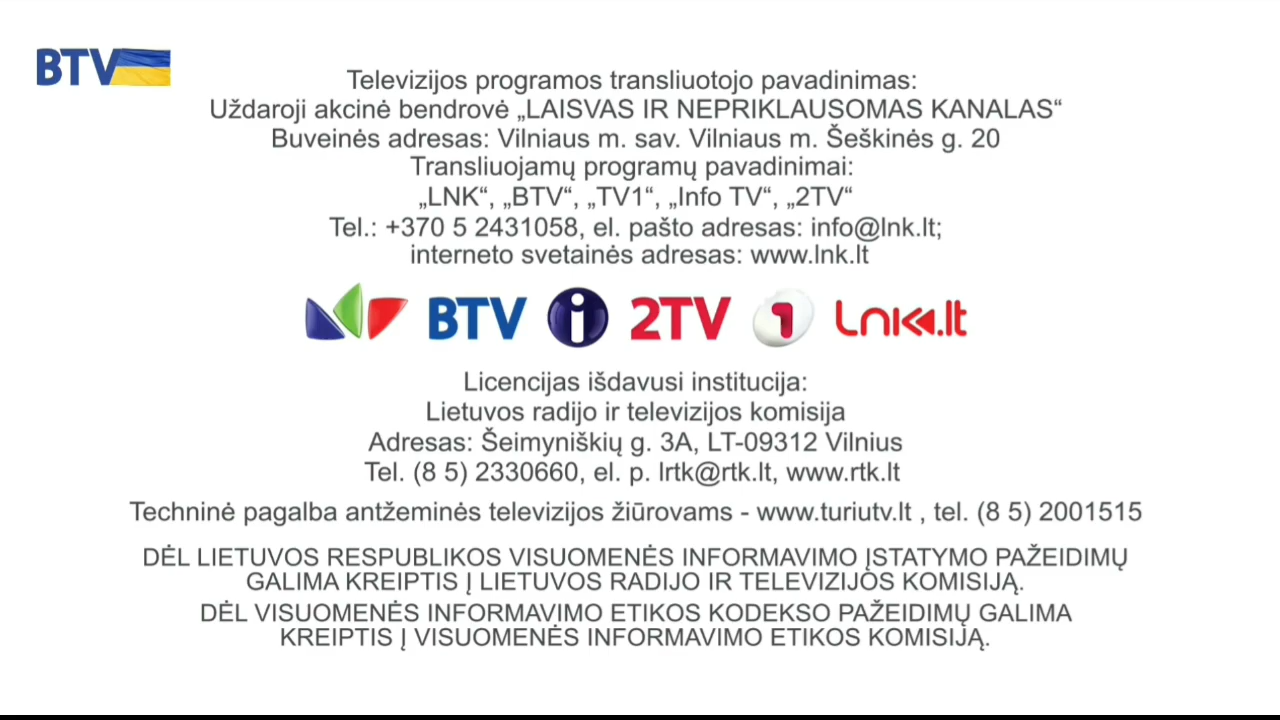 BTV
Televizijos programos transliuotojo pavadinimas:
Uždaroji akcinė bendrovė „LAISVAS IR NEPRIKLAUSOMAS KANALAS“
Buveinės adresas: Vilniaus m. sav. Vilniaus m. Šeškinės g. 20
Transliuojamų programų pavadinimai:
„LNK“, „BTV“, „TV1“, „Info TV“, „2TV“
Tel.: +370 5 2431058, el. pašto adresas: info@lnk.lt;
interneto svetainės adresas: www.lnk.lt
BTV i 2TV 1 LNK.lt
Licencijas išdavusi institucija:
Lietuvos radijo ir televizijos komisija
Adresas: Šeimyniškių g. 3A, LT-09312 Vilnius
Tel. (8 5) 2330660, el. p. lrtk@rtk.lt, www.rtk.lt
Techninė pagalba antžeminės televizijos žiūrovams - www.turiutv.lt , tel. (8 5) 2001515
DĖL LIETUVOS RESPUBLIKOS VISUOMENĖS INFORMAVIMO ĮSTATYMO PAŽEIDIMŲ
GALIMA KREIPTIS Į LIETUVOS RADIJO IR TELEVIZIJOS KOMISIJĄ.
DĖL VISUOMENĖS INFORMAVIMO ETIKOS KODEKSO PAŽEIDIMŲ GALIMA
KREIPTIS Į VISUOMENĖS INFORMAVIMO ETIKOS KOMISIJĄ.